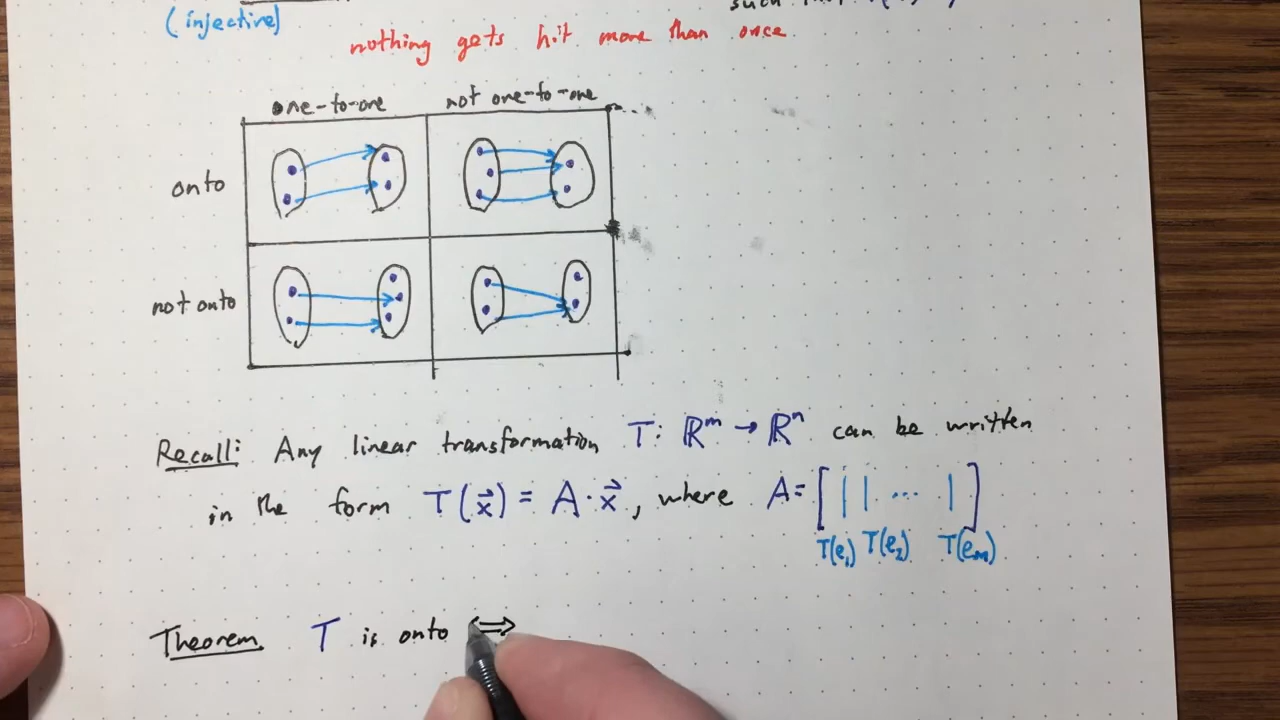 (injective)
nothing gets hit more than once
one-to-one not one-to-one
onto
not onto
Recall: Any linear transformation T: ℝᵐ → ℝⁿ can be written
in the form T(x⃗) = A · x⃗, where A = [ | | ... | ]
T(e₁) T(e₂) T(eₘ)
Theorem T is onto ⟺